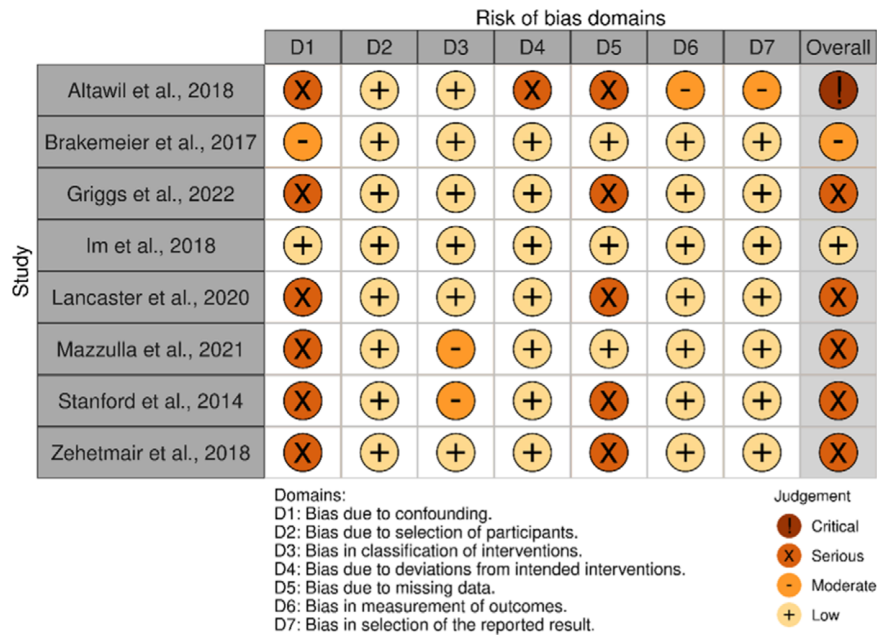 Risk of bias domains
D1 D2 D3 D4 D5 D6 D7 Overall
Study
Altawil et al., 2018 X + + X X - - !
Brakemeier et al., 2017 - + + + + + + -
Griggs et al., 2022 X + + + X + + X
Im et al., 2018 + + + + + + + +
Lancaster et al., 2020 X + + + X + + X
Mazzulla et al., 2021 X + - + + + + X
Stanford et al., 2014 X + - + X + + X
Zehetmair et al., 2018 X + + + X + + X
Domains:
D1: Bias due to confounding.
D2: Bias due to selection of participants.
D3: Bias in classification of interventions.
D4: Bias due to deviations from intended interventions.
D5: Bias due to missing data.
D6: Bias in measurement of outcomes.
D7: Bias in selection of the reported result.
Judgement
! Critical
X Serious
- Moderate
+ Low